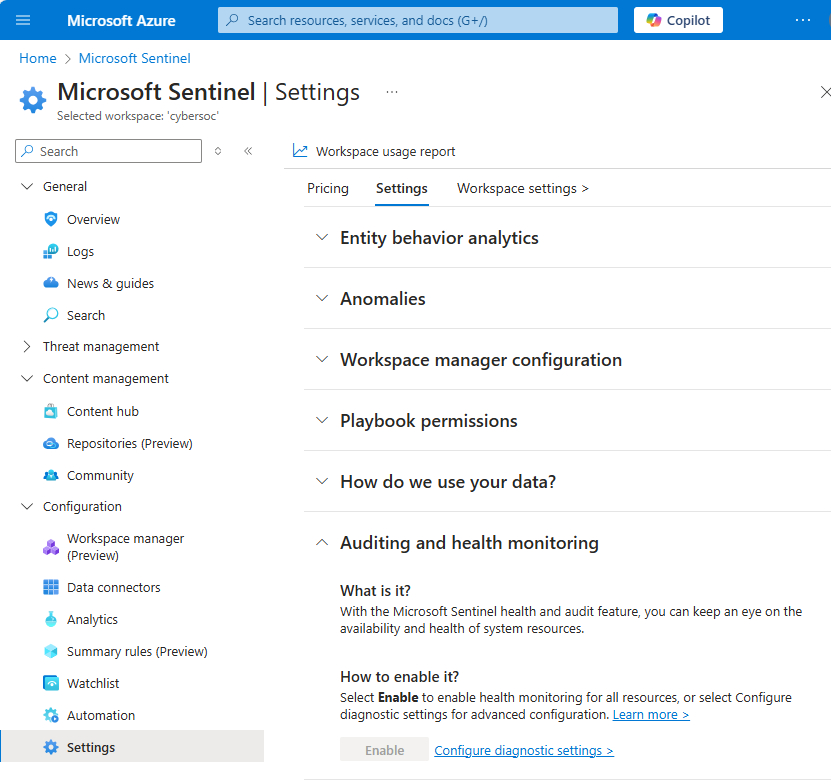 Microsoft Azure
Search resources, services, and docs (G+/)
Copilot
...
Home > Microsoft Sentinel
Microsoft Sentinel | Settings ...
Selected workspace: 'cybersoc'
Search
General
Overview
Logs
News & guides
Search
Threat management
Content management
Content hub
Repositories (Preview)
Community
Configuration
Workspace manager
(Preview)
Data connectors
Analytics
Summary rules (Preview)
Watchlist
Automation
Settings
Workspace usage report
Pricing Settings Workspace settings >
Entity behavior analytics
Anomalies
Workspace manager configuration
Playbook permissions
How do we use your data?
Auditing and health monitoring
What is it?
With the Microsoft Sentinel health and audit feature, you can keep an eye on the
availability and health of system resources.
How to enable it?
Select Enable to enable health monitoring for all resources, or select Configure
diagnostic settings for advanced configuration. Learn more >
Enable Configure diagnostic settings >